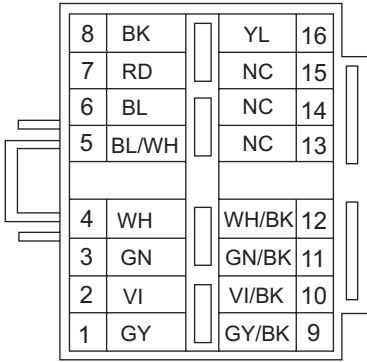 8 BK YL 16
7 RD NC 15
6 BL NC 14
5 BL/WH NC 13
4 WH WH/BK 12
3 GN GN/BK 11
2 VI VI/BK 10
1 GY GY/BK 9